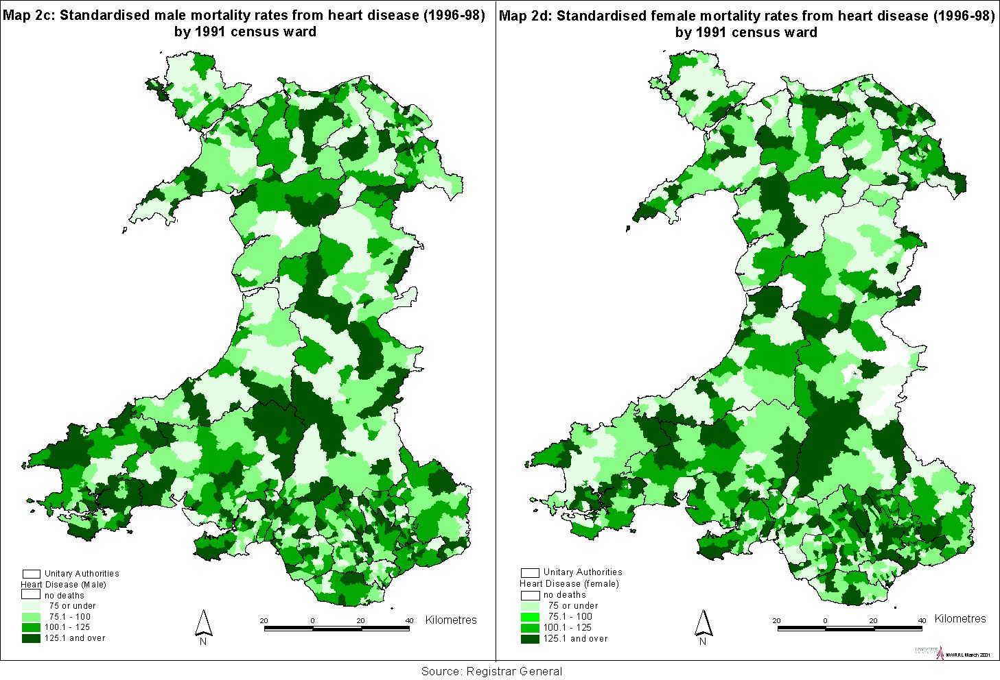 Map 2c: Standardised male mortality rates from heart disease (1996-98)
by 1991 census ward
Map 2d: Standardised female mortality rates from heart disease (1996-98)
by 1991 census ward
Unitary Authorities
Heart Disease (Male)
no deaths
75 or under
75.1 - 100
100.1 - 125
125.1 and over
N
20 0 20 40 Kilometres
Unitary Authorities
Heart Disease (female)
no deaths
75 or under
75.1 - 100
100.1 - 125
125.1 and over
N
20 0 20 40 Kilometres
LANCASTER
UNIVERSITY
NWRRL March 2001
Source: Registrar General